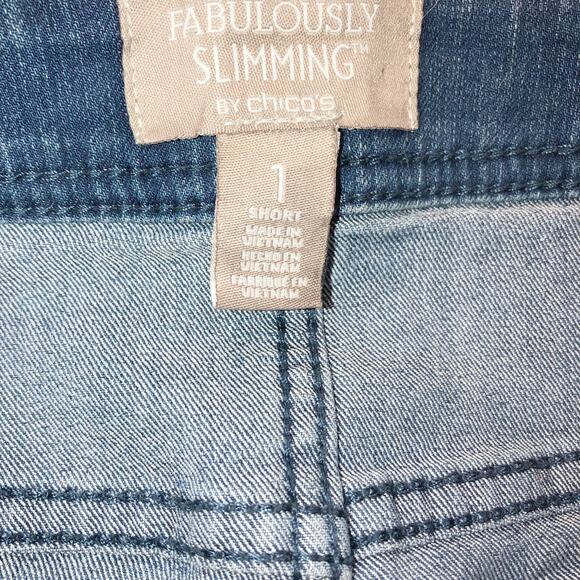 FABULOUSLY
SLIMMING™
BY chico's
1
SHORT
MADE IN
VIETNAM
HECHO EN
VIETNAM
FABRIQUÉ EN
VIETNAM